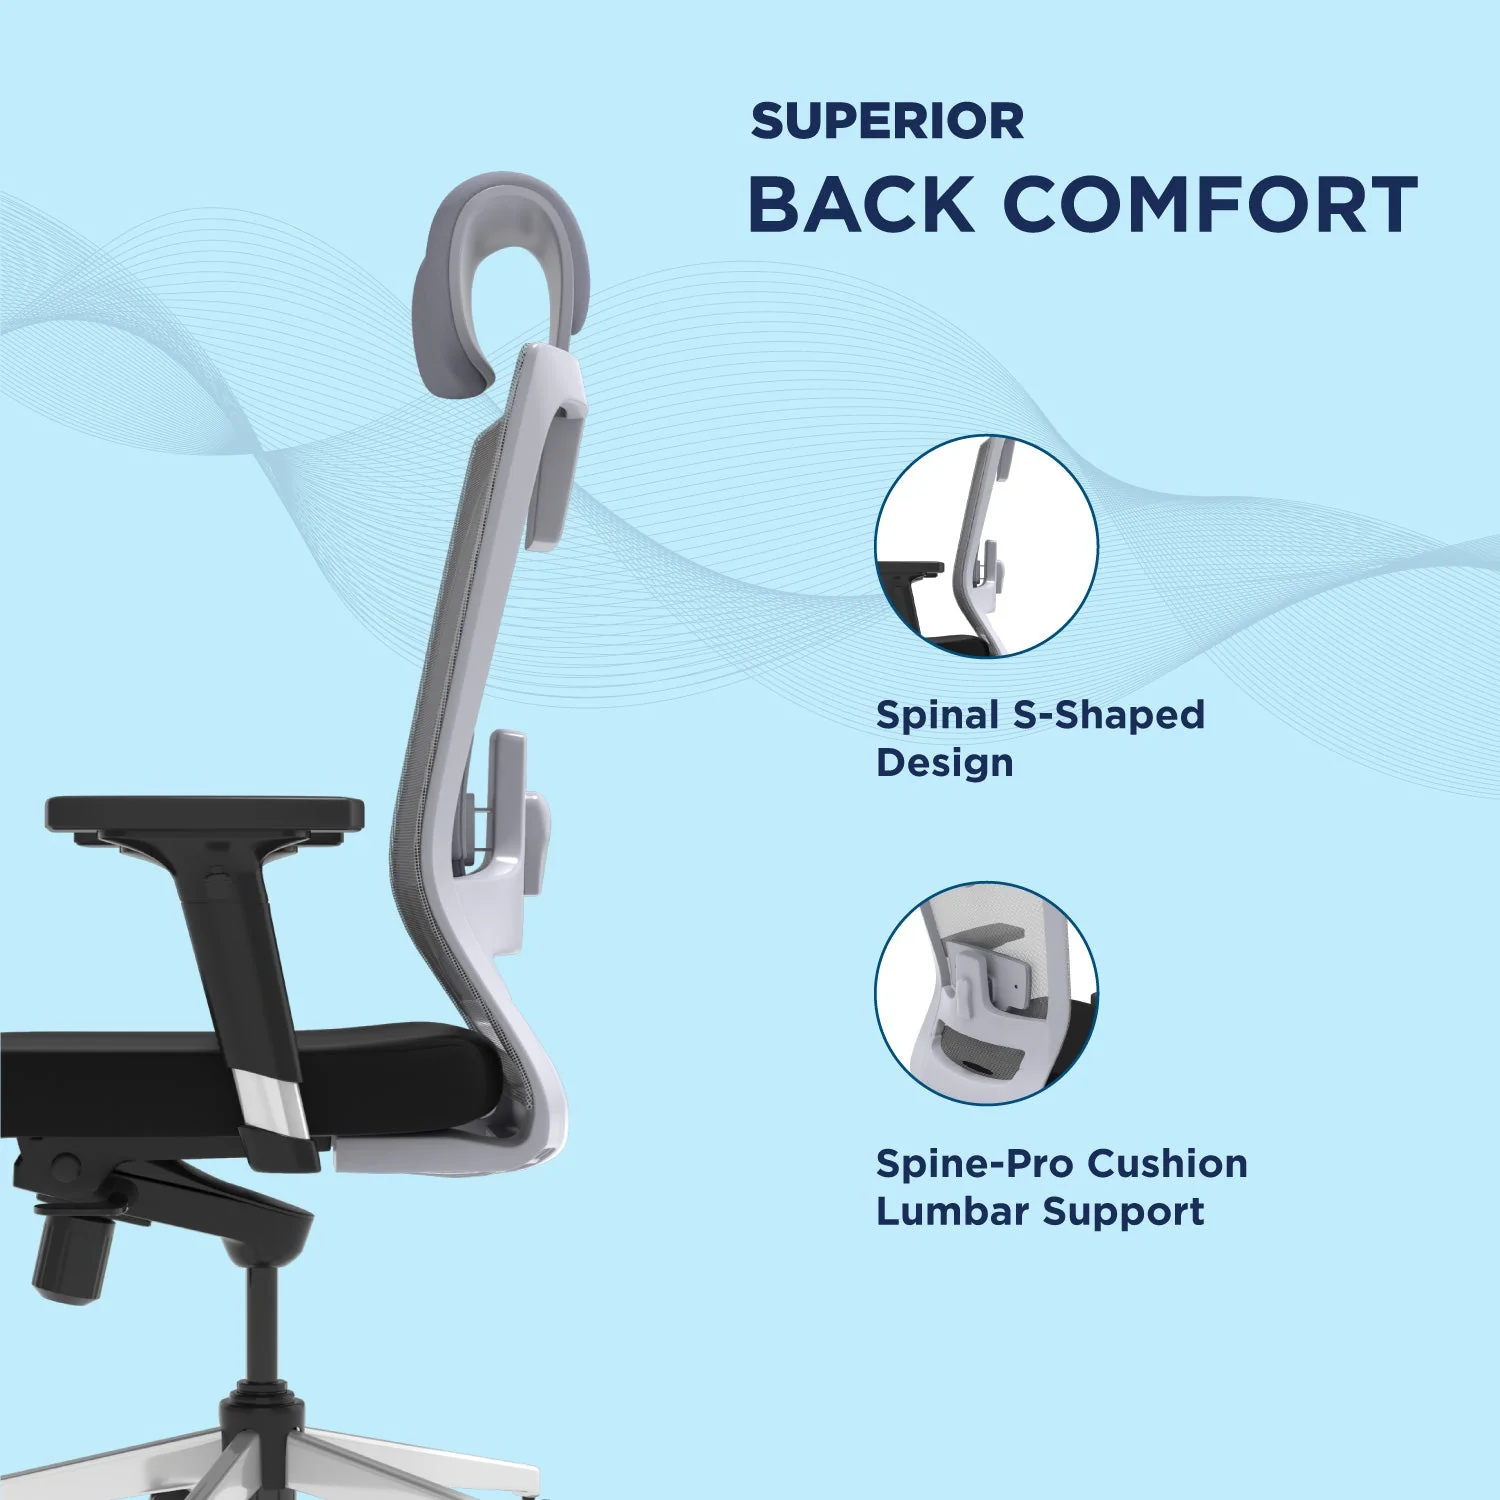 SUPERIOR
BACK COMFORT
Spinal S-Shaped
Design
Spine-Pro Cushion
Lumbar Support